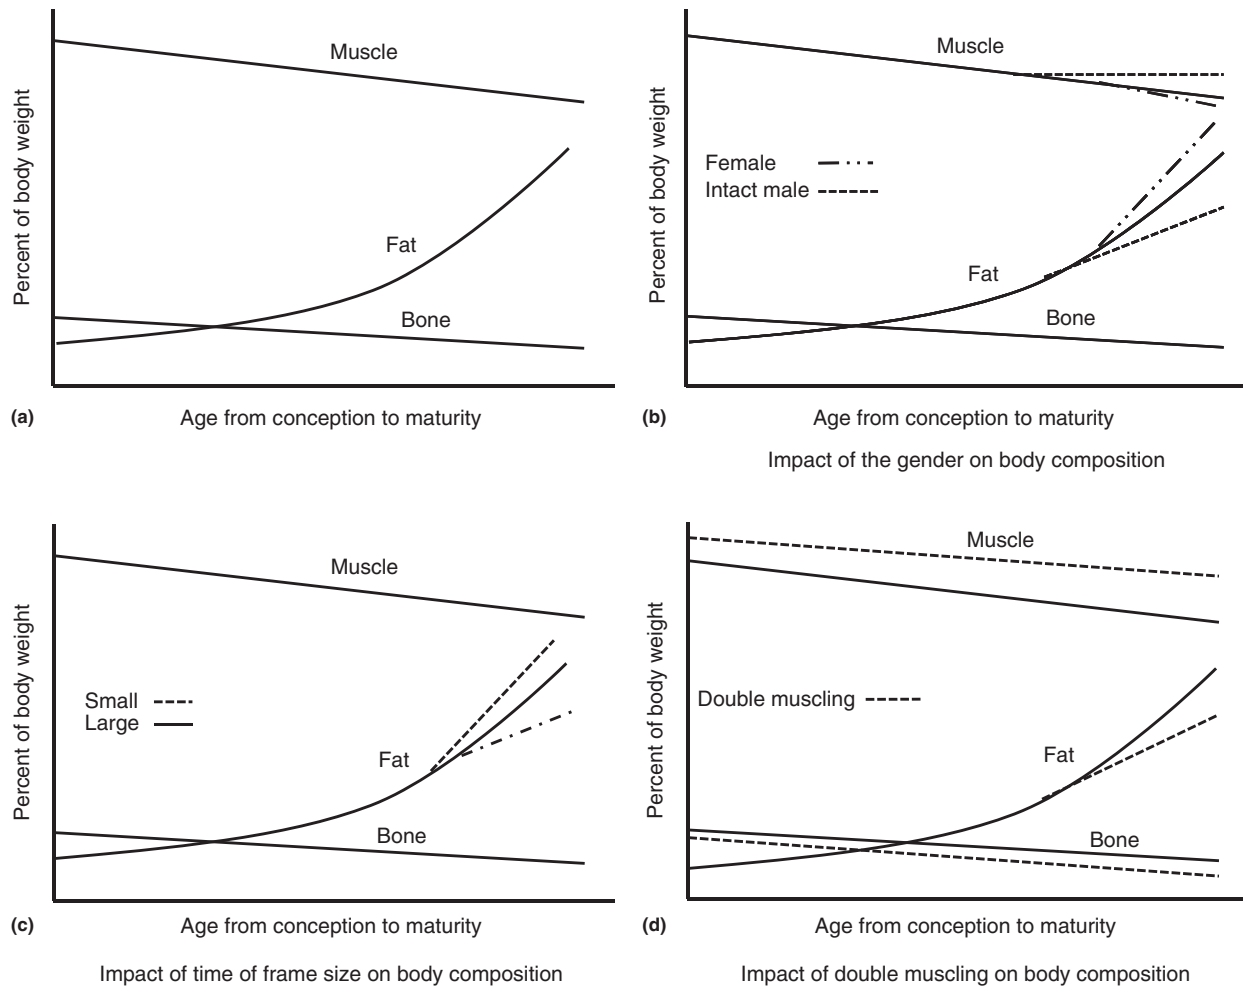 Percent of body weight
Muscle
Fat
Bone
(a)
Age from conception to maturity
Percent of body weight
Muscle
Female
Intact male
Fat
Bone
(b)
Age from conception to maturity
Impact of the gender on body composition
Percent of body weight
Muscle
Small
Large
Fat
Bone
(c)
Age from conception to maturity
Impact of time of frame size on body composition
Percent of body weight
Muscle
Double muscling
Fat
Bone
(d)
Age from conception to maturity
Impact of double muscling on body composition